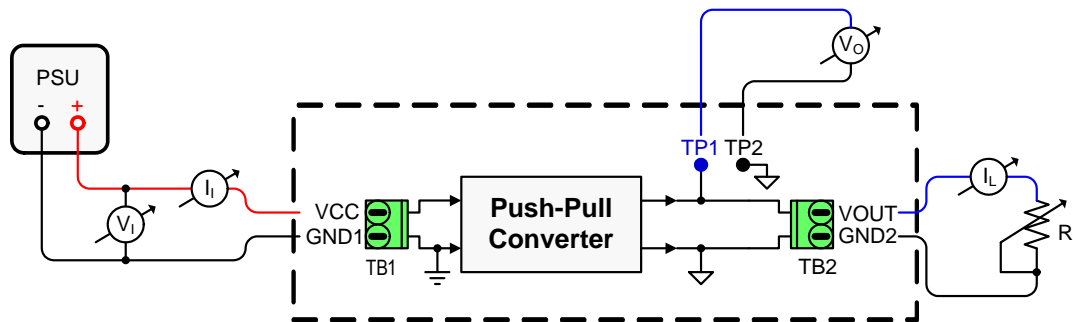 PSU
- +
VI
II
VCC
GND1
TB1
Push-Pull
Converter
TP1
TP2
VO
TB2
VOUT
GND2
IL
R